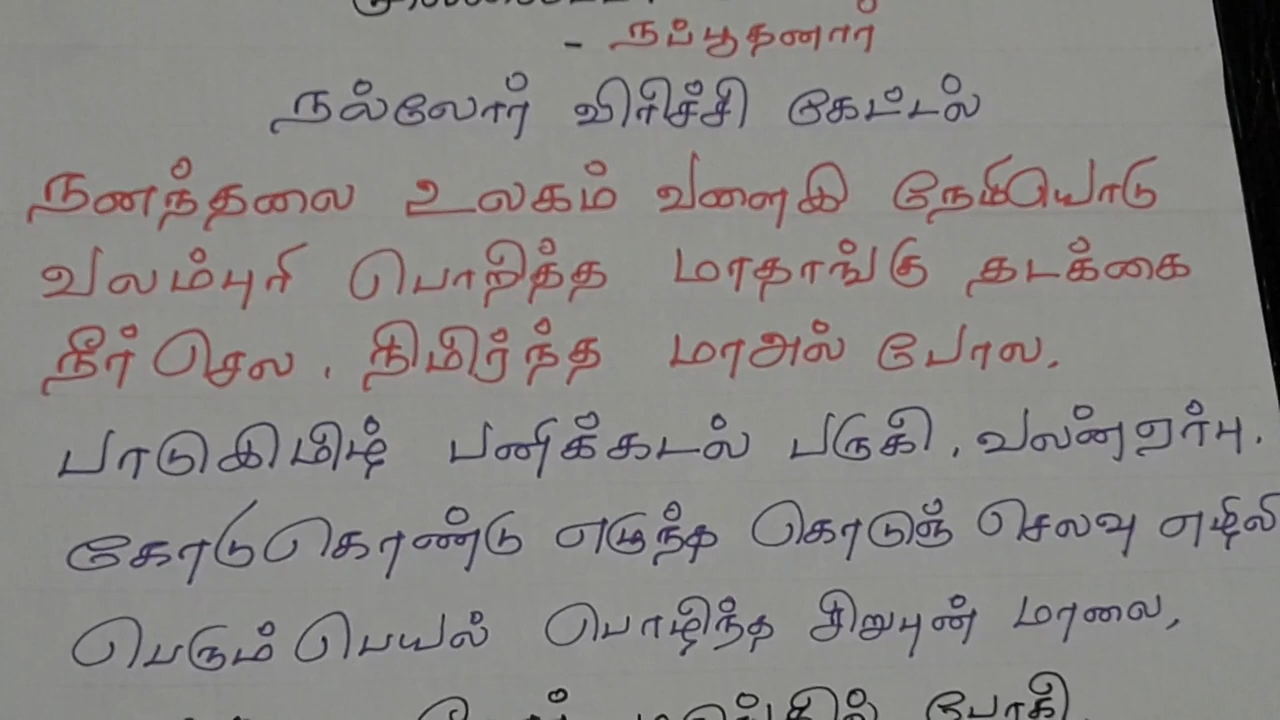 - நப்பூதனார்
நல்லோர் விரிச்சி கேட்டல்
நனந்தலை உலகம் வளைஇ நேமியொடு
வலம்புரி பொறித்த மாதாங்கு தடக்கை
நீர் செல, நிமிர்ந்த மாஅல் போல,
பாடுஇமிழ் பனிக்கடல் பருகி, வலன்ஏர்பு,
கோடுகொண்டு எழுந்த கொடுஞ் செலவு எழிலி
பெரும் பெயல் பொழிந்த சிறுபுன் மாலை,
போகி,